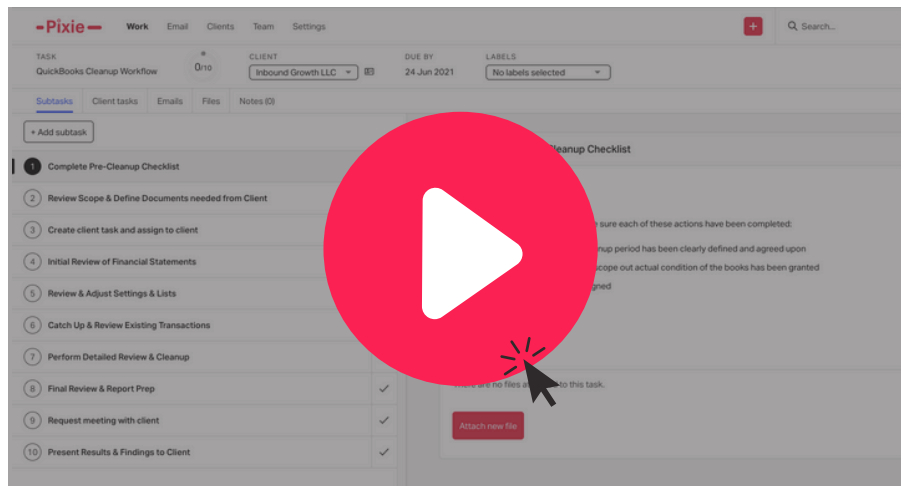 Pixie Work Email Clients Team Settings + Search...
TASK CLIENT DUE BY LABELS
QuickBooks Cleanup Workflow 0/10 Inbound Growth LLC 24 Jun 2021 No labels selected
Subtasks Client tasks Emails Files Notes (0)
+ Add subtask
Cleanup Checklist
1 Complete Pre-Cleanup Checklist
2 Review Scope & Define Documents needed from Client
3 Create client task and assign to client
4 Initial Review of Financial Statements
5 Review & Adjust Settings & Lists
6 Catch Up & Review Existing Transactions
7 Perform Detailed Review & Cleanup
8 Final Review & Report Prep
9 Request meeting with client
10 Present Results & Findings to Client
sure each of these actions have been completed:
period has been clearly defined and agreed upon
scope out actual condition of the books has been granted
are no files to this task.
Attach new file